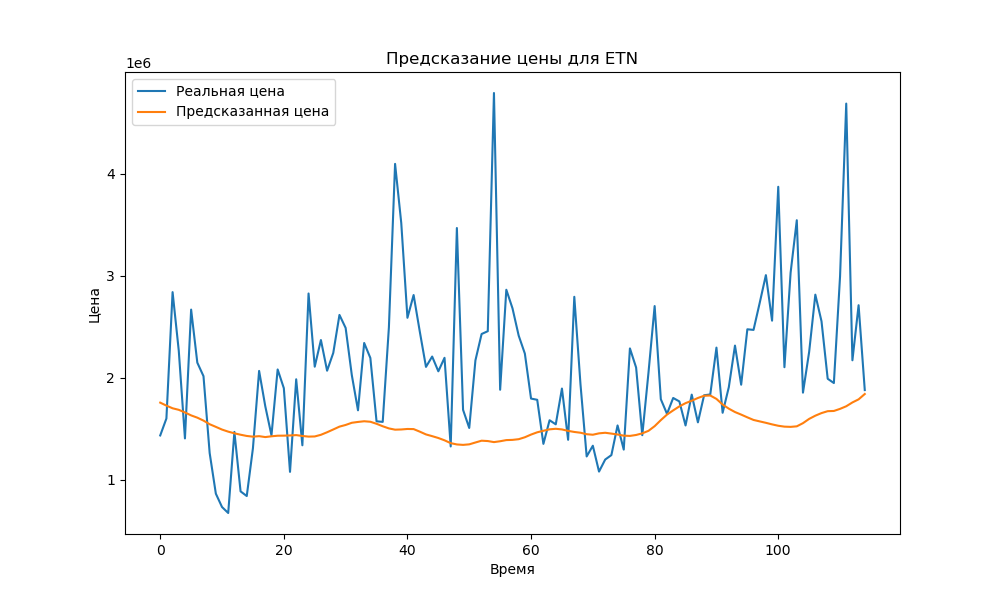 Предсказание цены для ETN
1e6
Реальная цена
Предсказанная цена
Цена
4
3
2
1
0 20 40 60 80 100
Время